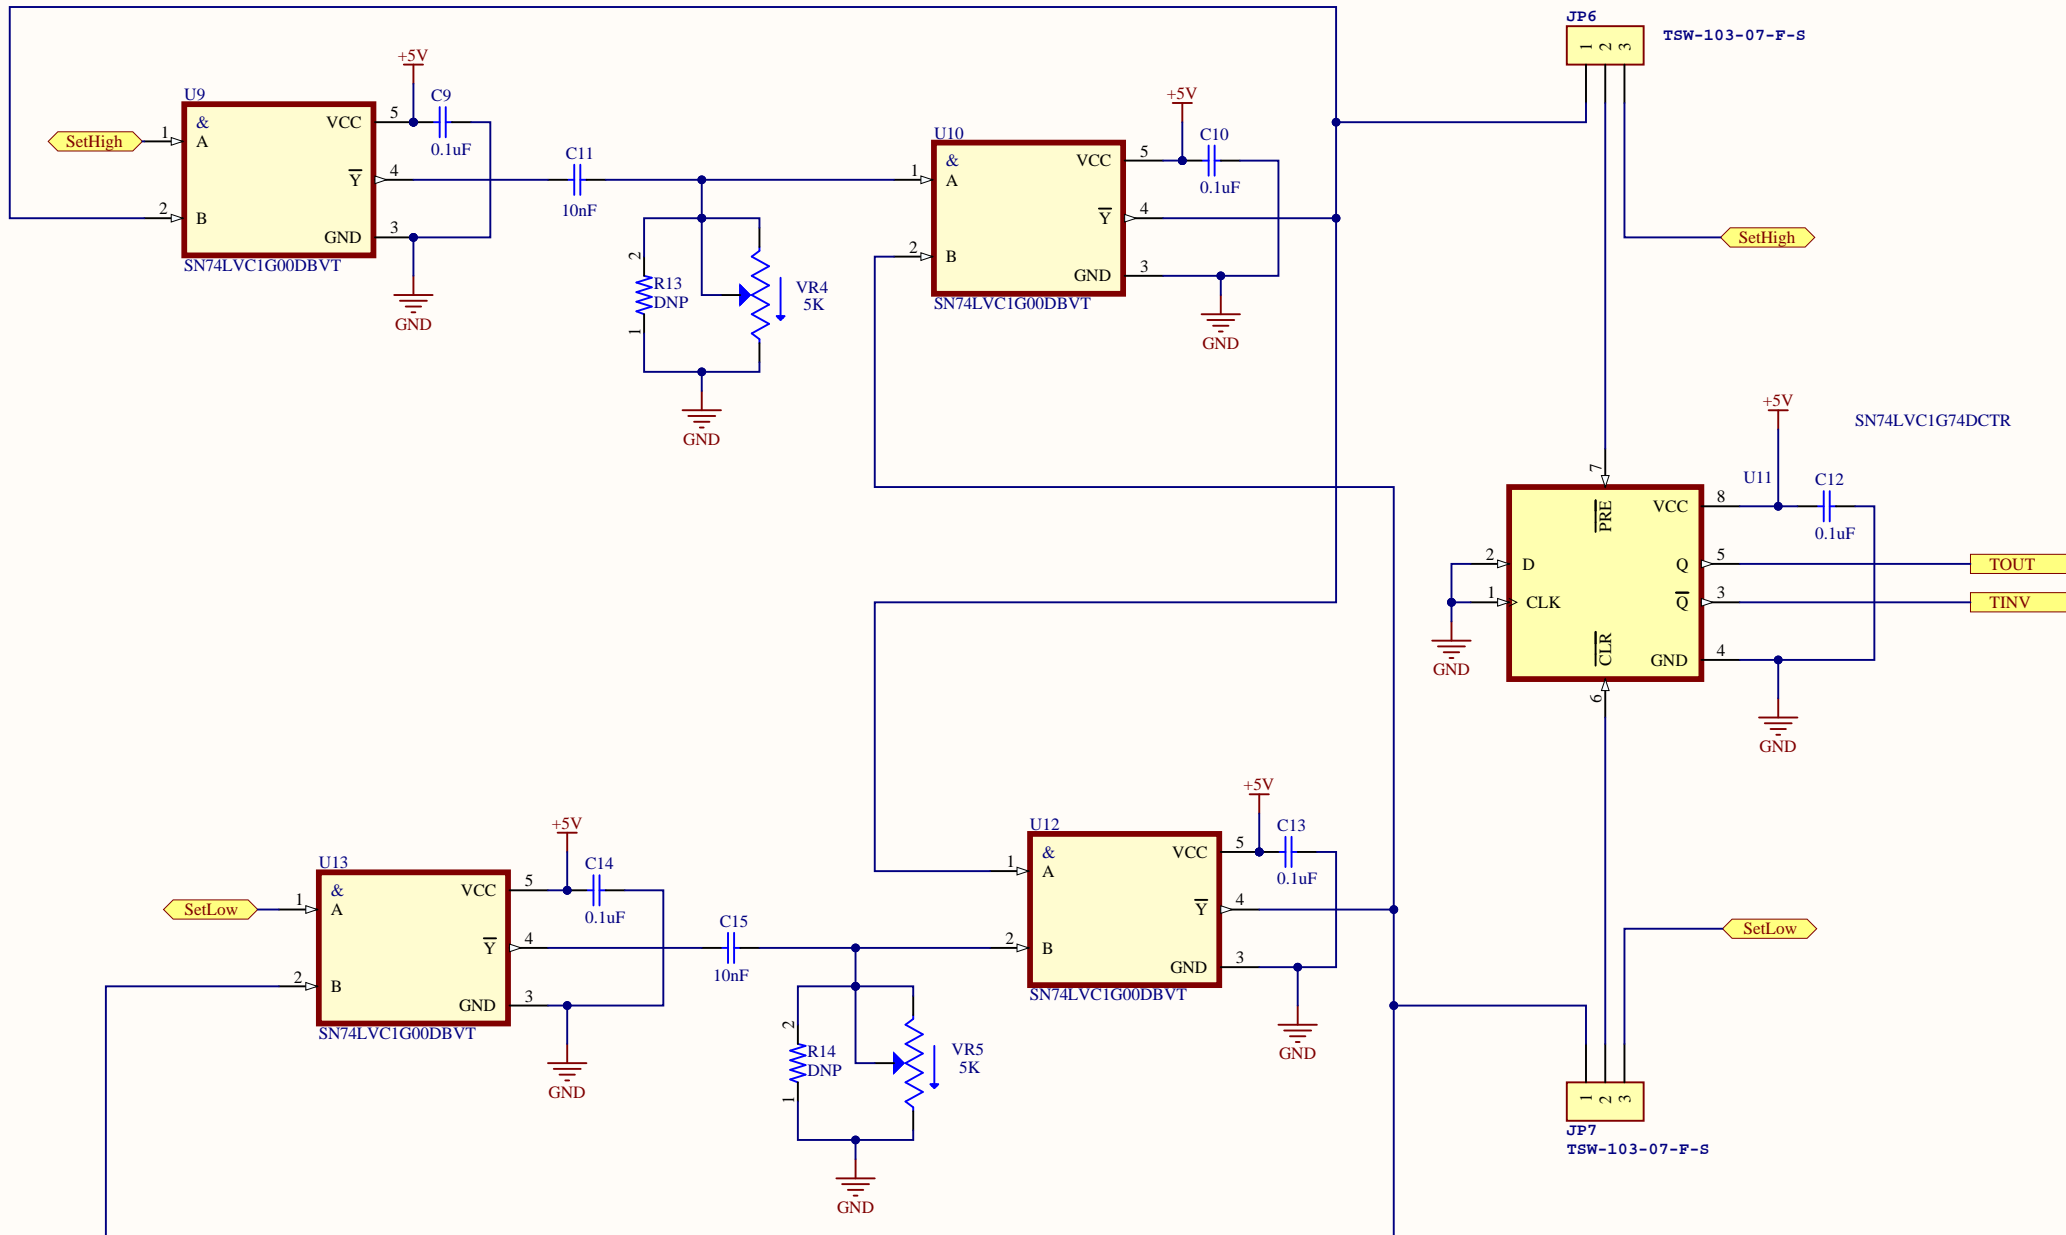 JP6
TSW-103-07-F-S
1
2
3
+5V
U9
C9
SetHigh
1
&
A
VCC
5
0.1uF
Y
4
2
B
GND
3
SN74LVC1G00DBVT
GND
C11
10nF
2
R13
DNP
1
VR4
5K
GND
+5V
U10
C10
&
VCC
5
1
A
0.1uF
Y
4
2
B
GND
3
SN74LVC1G00DBVT
GND
SetHigh
+5V
SN74LVC1G74DCTR
7
U11
C12
PRE
VCC
8
0.1uF
2
D
Q
5
TOUT
1
CLK
Q
3
TINV
CLR
GND
4
GND
6
GND
+5V
U13
C14
&
VCC
5
SetLow
1
A
0.1uF
Y
4
2
B
GND
3
SN74LVC1G00DBVT
GND
C15
10nF
2
R14
DNP
1
VR5
5K
GND
+5V
U12
C13
&
VCC
5
1
A
0.1uF
Y
4
2
B
GND
3
SN74LVC1G00DBVT
GND
SetLow
1
2
3
JP7
TSW-103-07-F-S